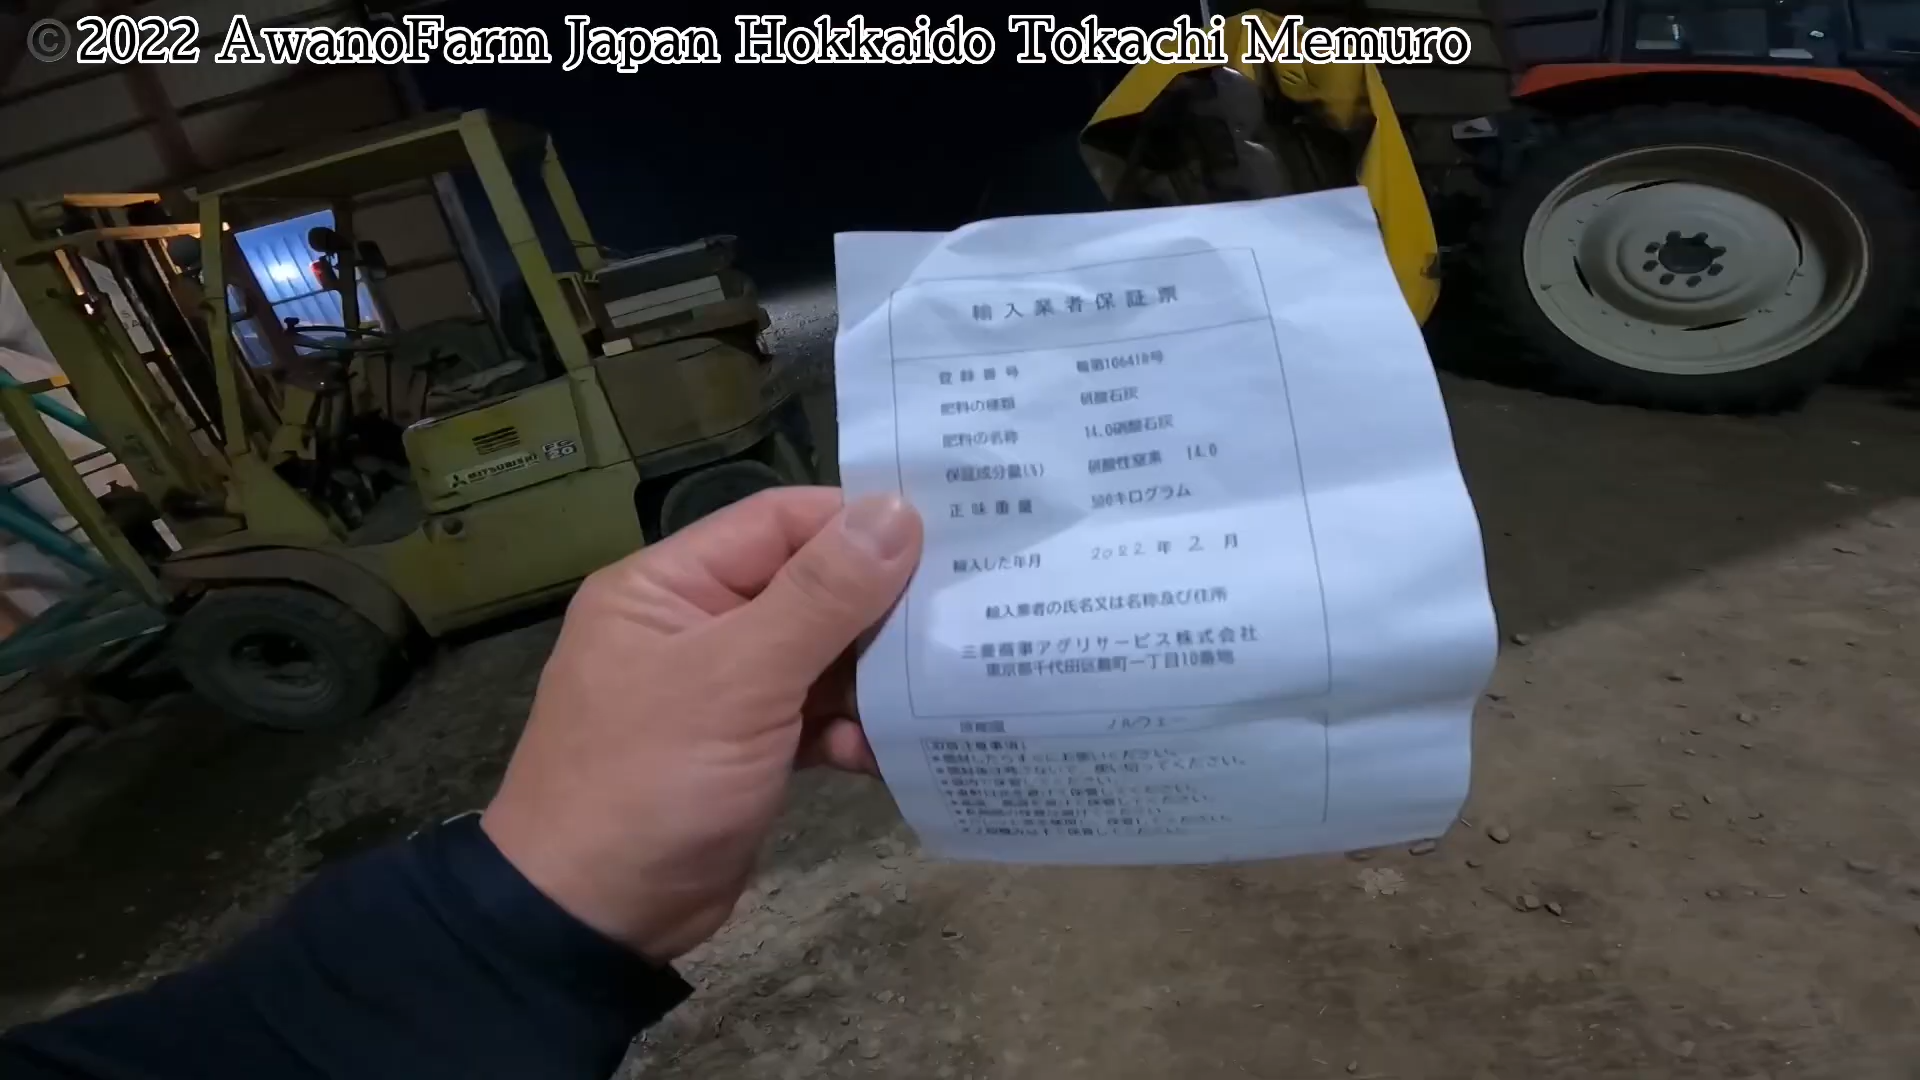 ©2022 AwanoFarm Japan Hokkaido Tokachi Memuro
MITSUBISHI
FG
20
輸入業者保証票
登録番号 輸第106418号
肥料の種類 硝酸石灰
肥料の名称 14.0硝酸石灰
保証成分量(%) 硝酸性窒素 14.0
正味重量 500キログラム
輸入した年月 2022年 2月
輸入業者の氏名又は名称及び住所
三菱商事アグリサービス株式会社
東京都千代田区麹町一丁目10番地
原産国 ノルウェー